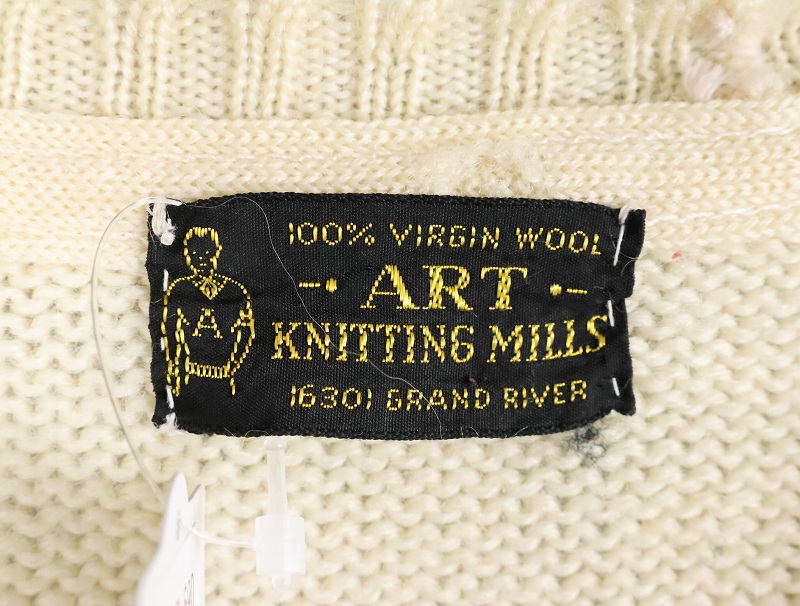 100% VIRGIN WOOL
ART
KNITTING MILLS
16301 GRAND RIVER
A